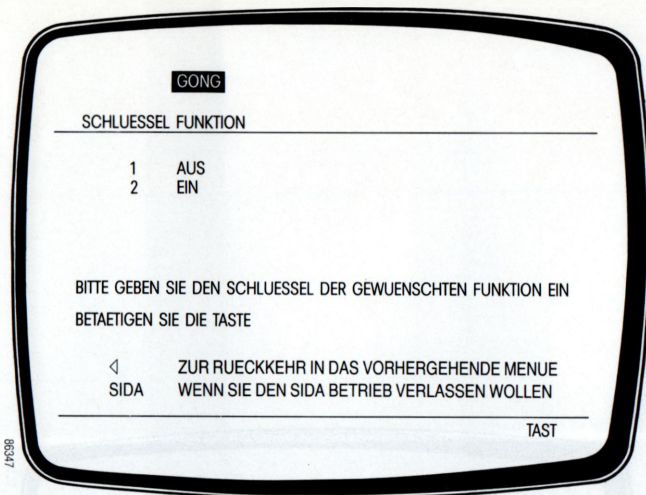 GONG
SCHLUESSEL FUNKTION
1 AUS
2 EIN
BITTE GEBEN SIE DEN SCHLUESSEL DER GEWUENSCHTEN FUNKTION EIN
BETAETIGEN SIE DIE TASTE
◁ ZUR RUECKKEHR IN DAS VORHERGEHENDE MENUE
SIDA WENN SIE DEN SIDA BETRIEB VERLASSEN WOLLEN
TAST
86347